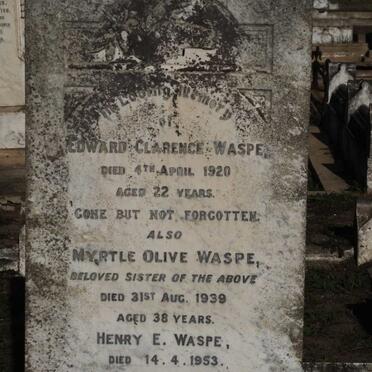 In Loving Memory
of
EDWARD CLARENCE WASPE,
DIED 4TH APRIL 1920
AGED 22 YEARS.
GONE BUT NOT FORGOTTEN.
ALSO
MYRTLE OLIVE WASPE,
BELOVED SISTER OF THE ABOVE
DIED 31ST AUG. 1939
AGED 38 YEARS.
HENRY E. WASPE,
DIED 14.4.1953.